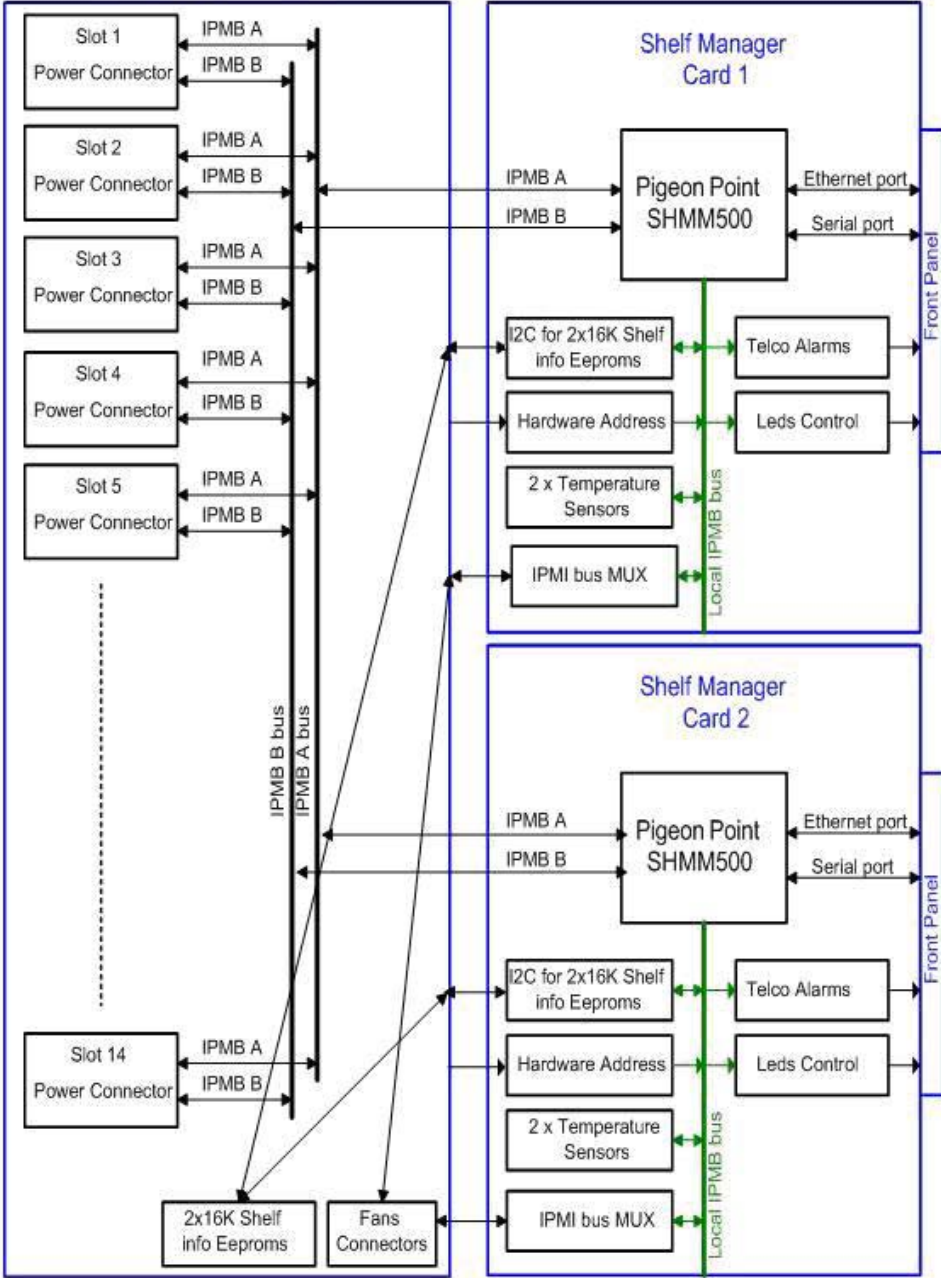 Slot 1
Power Connector
IPMB A
IPMB B
Slot 2
Power Connector
IPMB A
IPMB B
Slot 3
Power Connector
IPMB A
IPMB B
Slot 4
Power Connector
IPMB A
IPMB B
Slot 5
Power Connector
IPMB A
IPMB B
Slot 14
Power Connector
IPMB A
IPMB B
IPMB B bus
IPMB A bus
2x16K Shelf
info Eeproms
Fans
Connectors
Shelf Manager
Card 1
IPMB A
IPMB B
Pigeon Point
SHMM500
Ethernet port
Serial port
Front Panel
I2C for 2x16K Shelf
info Eeproms
Telco Alarms
Hardware Address
Leds Control
2 x Temperature
Sensors
IPMI bus MUX
Local IPMB bus
Shelf Manager
Card 2
IPMB A
IPMB B
Pigeon Point
SHMM500
Ethernet port
Serial port
Front Panel
I2C for 2x16K Shelf
info Eeproms
Telco Alarms
Hardware Address
Leds Control
2 x Temperature
Sensors
IPMI bus MUX
Local IPMB bus